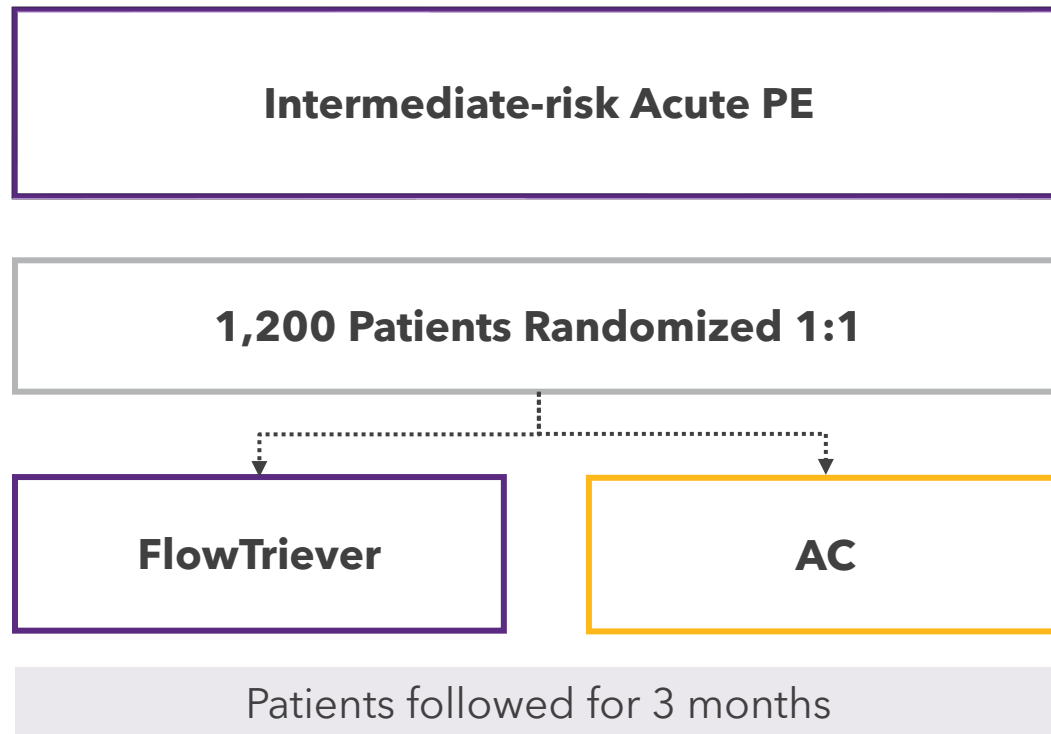 Intermediate-risk Acute PE
1,200 Patients Randomized 1:1
FlowTriever
AC
Patients followed for 3 months